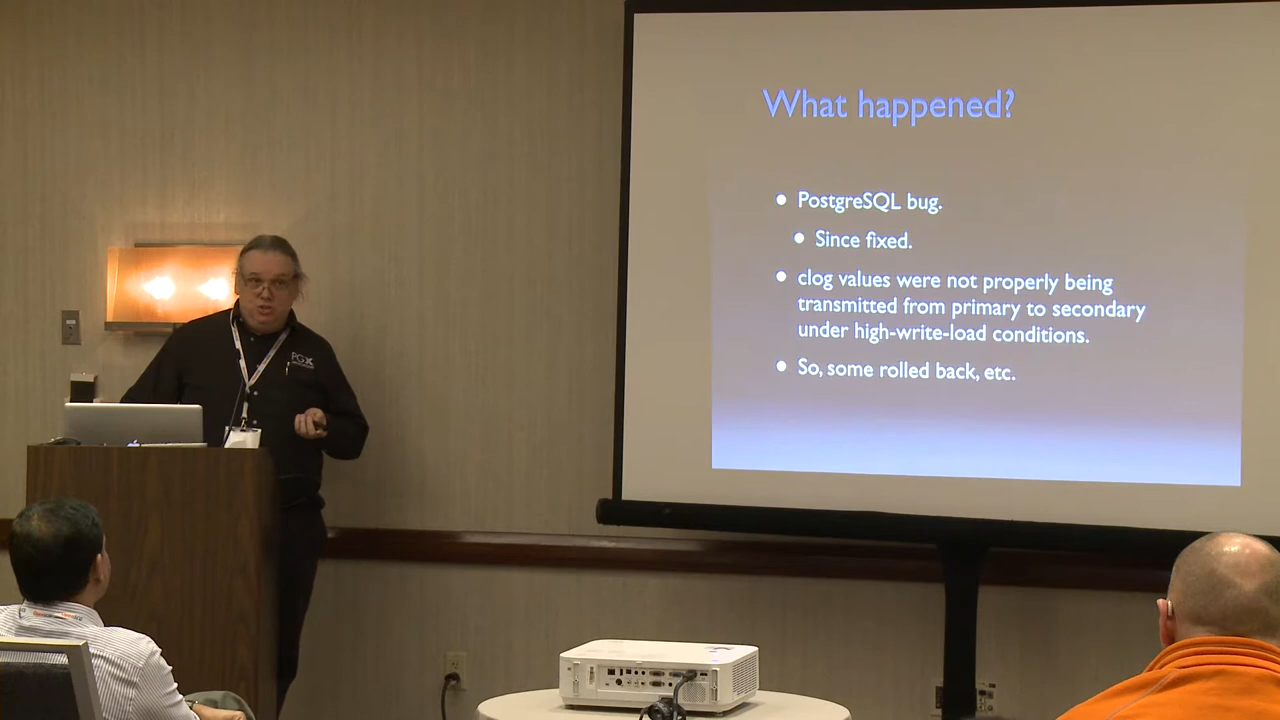 What happened?
• PostgreSQL bug.
• Since fixed.
• clog values were not properly being
transmitted from primary to secondary
under high-write-load conditions.
• So, some rolled back, etc.
PGX